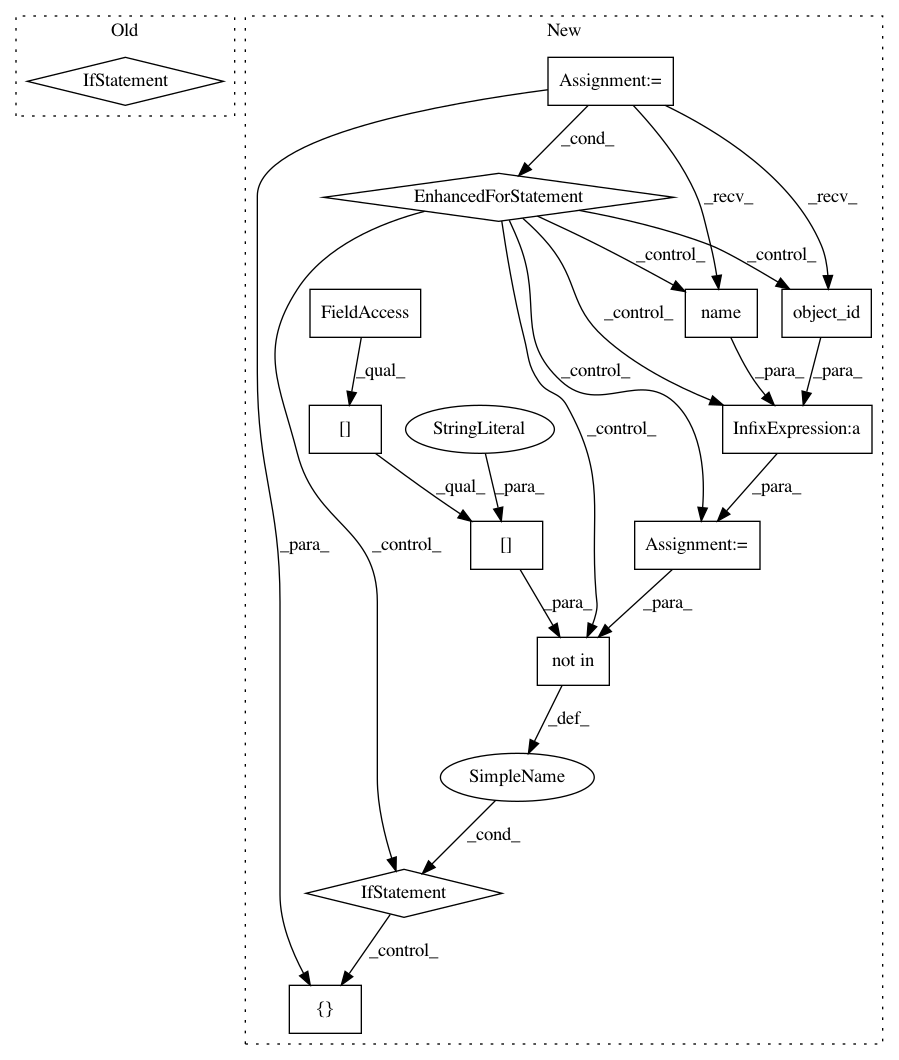 Old
New
IfStatement
Assignment:=
_cond_
EnhancedForStatement
_recv_
_recv_
_control_
_control_
FieldAccess
_control_
name
object_id
_qual_
_control_
_para_
_para_
[]
StringLiteral
_control_
InfixExpression:a
_qual_
_para_
_para_
_para_
_control_
[]
Assignment:=
_para_
_para_
not in
_def_
SimpleName
_cond_
IfStatement
_control_
{}